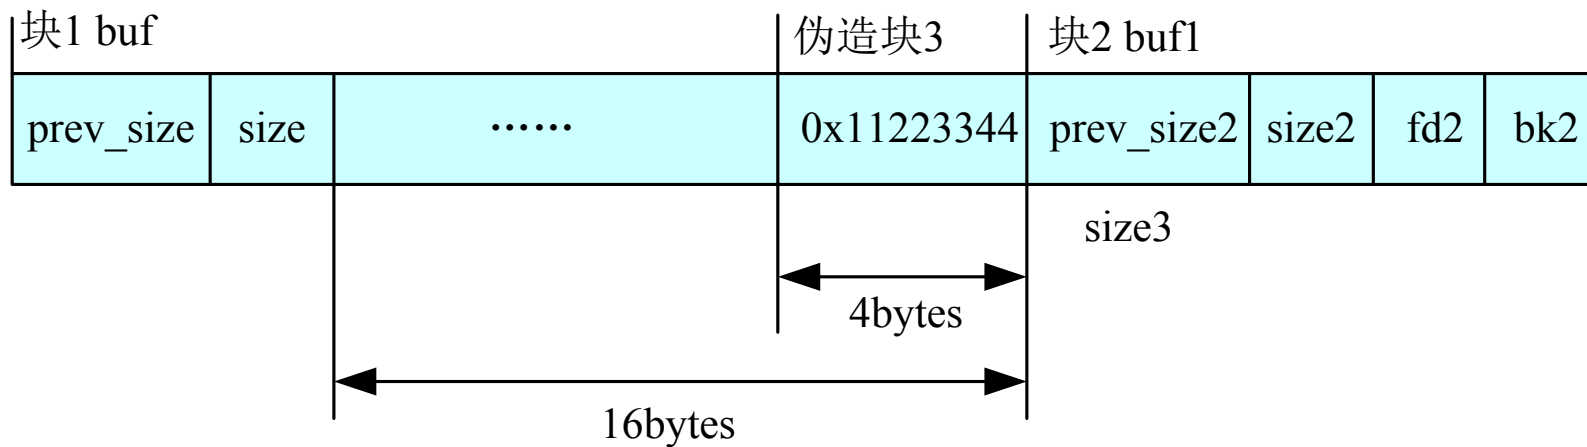 块1 buf
伪造块3
块2 buf1
prev_size
size
······
0x11223344
prev_size2
size2
fd2
bk2
size3
4bytes
16bytes